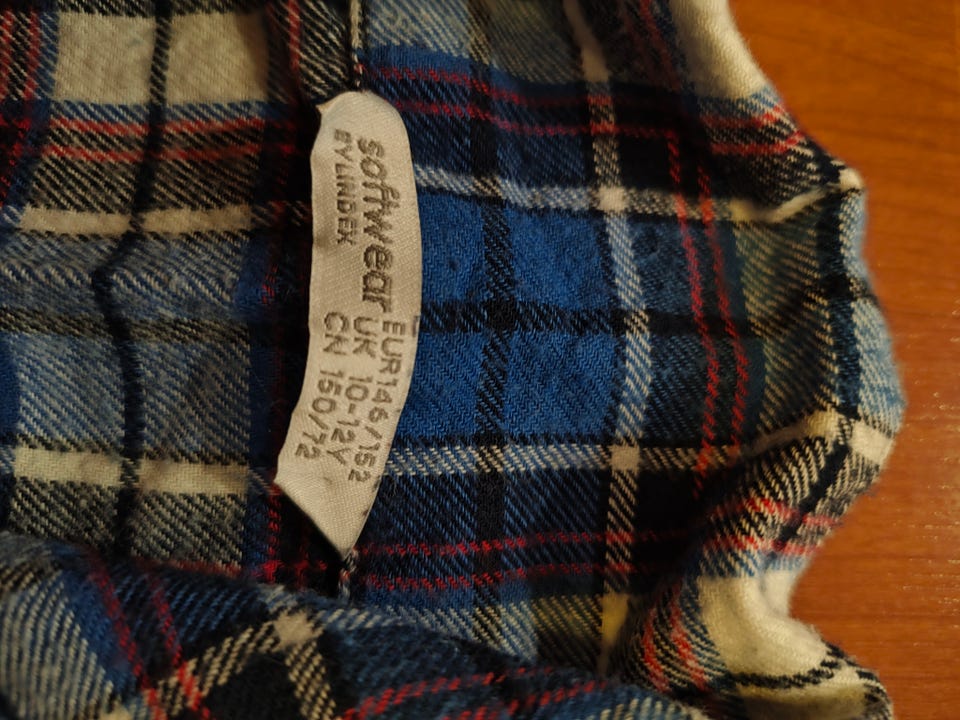 softwear
BY LINDEX
EUR 146/152
UK 10-12Y
CN 150/72